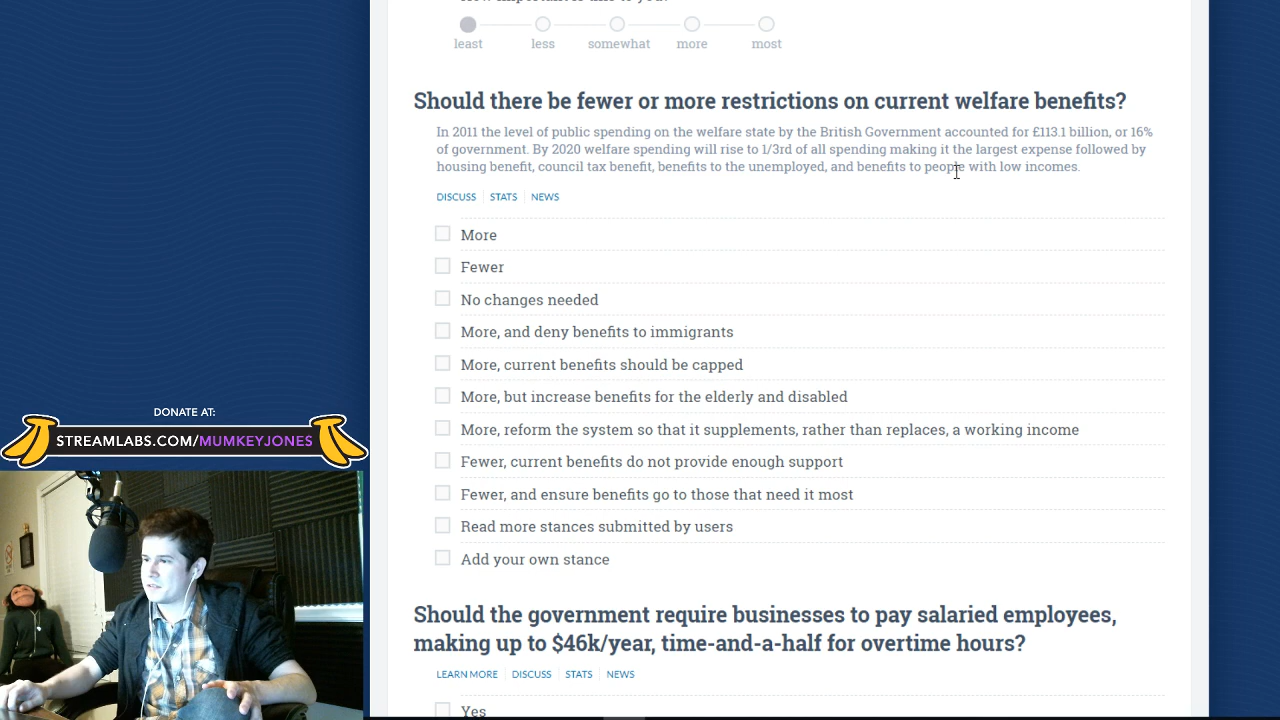 least less somewhat more most
Should there be fewer or more restrictions on current welfare benefits?
In 2011 the level of public spending on the welfare state by the British Government accounted for £113.1 billion, or 16%
of government. By 2020 welfare spending will rise to 1/3rd of all spending making it the largest expense followed by
housing benefit, council tax benefit, benefits to the unemployed, and benefits to people with low incomes.
DISCUSS STATS NEWS
More
Fewer
No changes needed
More, and deny benefits to immigrants
More, current benefits should be capped
More, but increase benefits for the elderly and disabled
More, reform the system so that it supplements, rather than replaces, a working income
Fewer, current benefits do not provide enough support
Fewer, and ensure benefits go to those that need it most
Read more stances submitted by users
Add your own stance
Should the government require businesses to pay salaried employees,
making up to $46k/year, time-and-a-half for overtime hours?
LEARN MORE DISCUSS STATS NEWS
Yes
DONATE AT:
STREAMLABS.COM/MUMKEYJONES